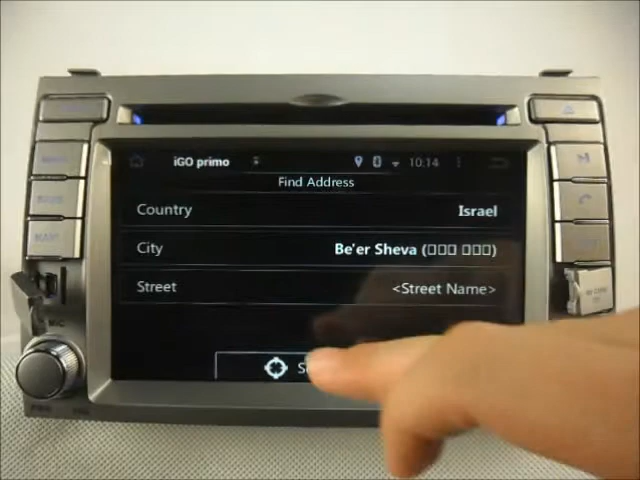 iGO primo 10:14
Find Address
Country Israel
City Be'er Sheva (□□□ □□□)
Street <Street Name>